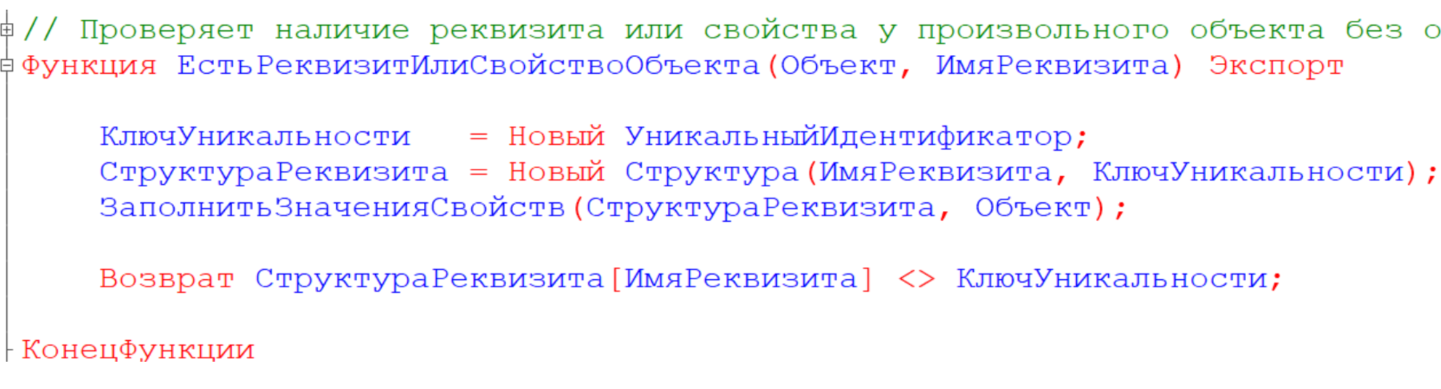 // Проверяет наличие реквизита или свойства у произвольного объекта без о
Функция ЕстьРеквизитИлиСвойствоОбъекта(Объект, ИмяРеквизита) Экспорт
КлючУникальности = Новый УникальныйИдентификатор;
СтруктураРеквизита = Новый Структура(ИмяРеквизита, КлючУникальности);
ЗаполнитьЗначенияСвойств(СтруктураРеквизита, Объект);
Возврат СтруктураРеквизита[ИмяРеквизита] <> КлючУникальности;
КонецФункции